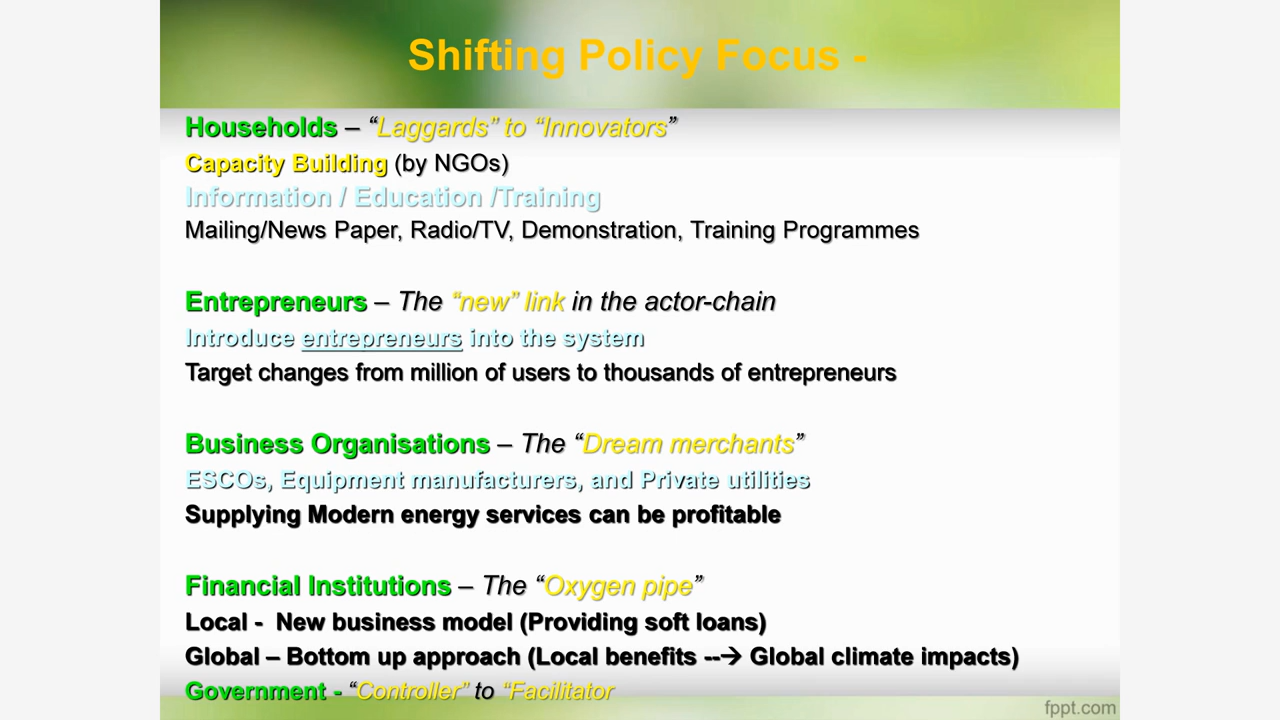 Shifting Policy Focus -
Households – “Laggards” to “Innovators”
Capacity Building (by NGOs)
Information / Education /Training
Mailing/News Paper, Radio/TV, Demonstration, Training Programmes
Entrepreneurs – The “new” link in the actor-chain
Introduce entrepreneurs into the system
Target changes from million of users to thousands of entrepreneurs
Business Organisations – The “Dream merchants”
ESCOs, Equipment manufacturers, and Private utilities
Supplying Modern energy services can be profitable
Financial Institutions – The “Oxygen pipe”
Local -  New business model (Providing soft loans)
Global – Bottom up approach (Local benefits --→ Global climate impacts)
Government - “Controller” to “Facilitator
fppt.com